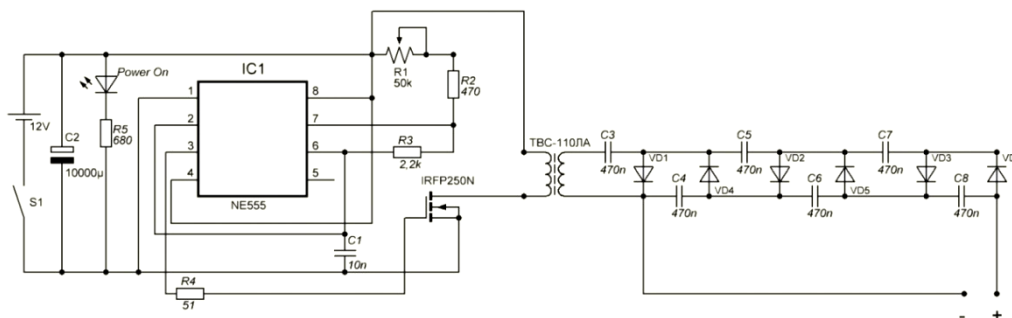 IC1
Power On
R1
50k
R2
470
1
8
12V
C2
10000µ
R5
680
2
7
3
6
R3
2,2k
4
5
NE555
S1
IRFP250N
ТВС-110ЛА
C1
10n
R4
51
C3
470n
C5
470n
C7
470n
VD1
VD2
VD3
VD
C4
470n
VD4
C6
470n
VD5
C8
470n
- +